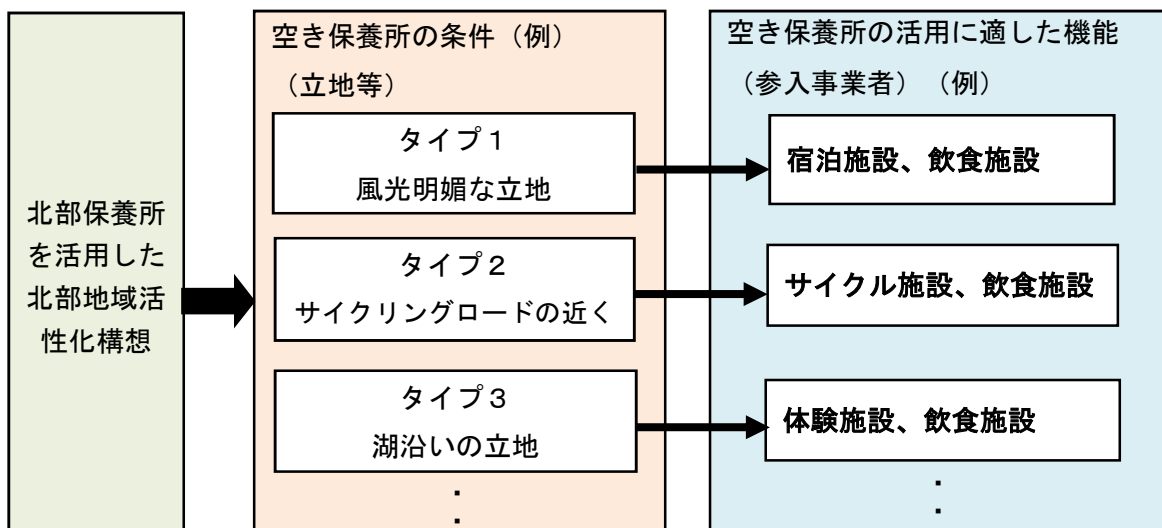 北部保養所
を活用した
北部地域活
性化構想
空き保養所の条件（例）
（立地等）
タイプ１
風光明媚な立地
タイプ２
サイクリングロードの近く
タイプ３
湖沿いの立地
・
・
空き保養所の活用に適した機能
（参入事業者）（例）
宿泊施設、飲食施設
サイクル施設、飲食施設
体験施設、飲食施設
・
・